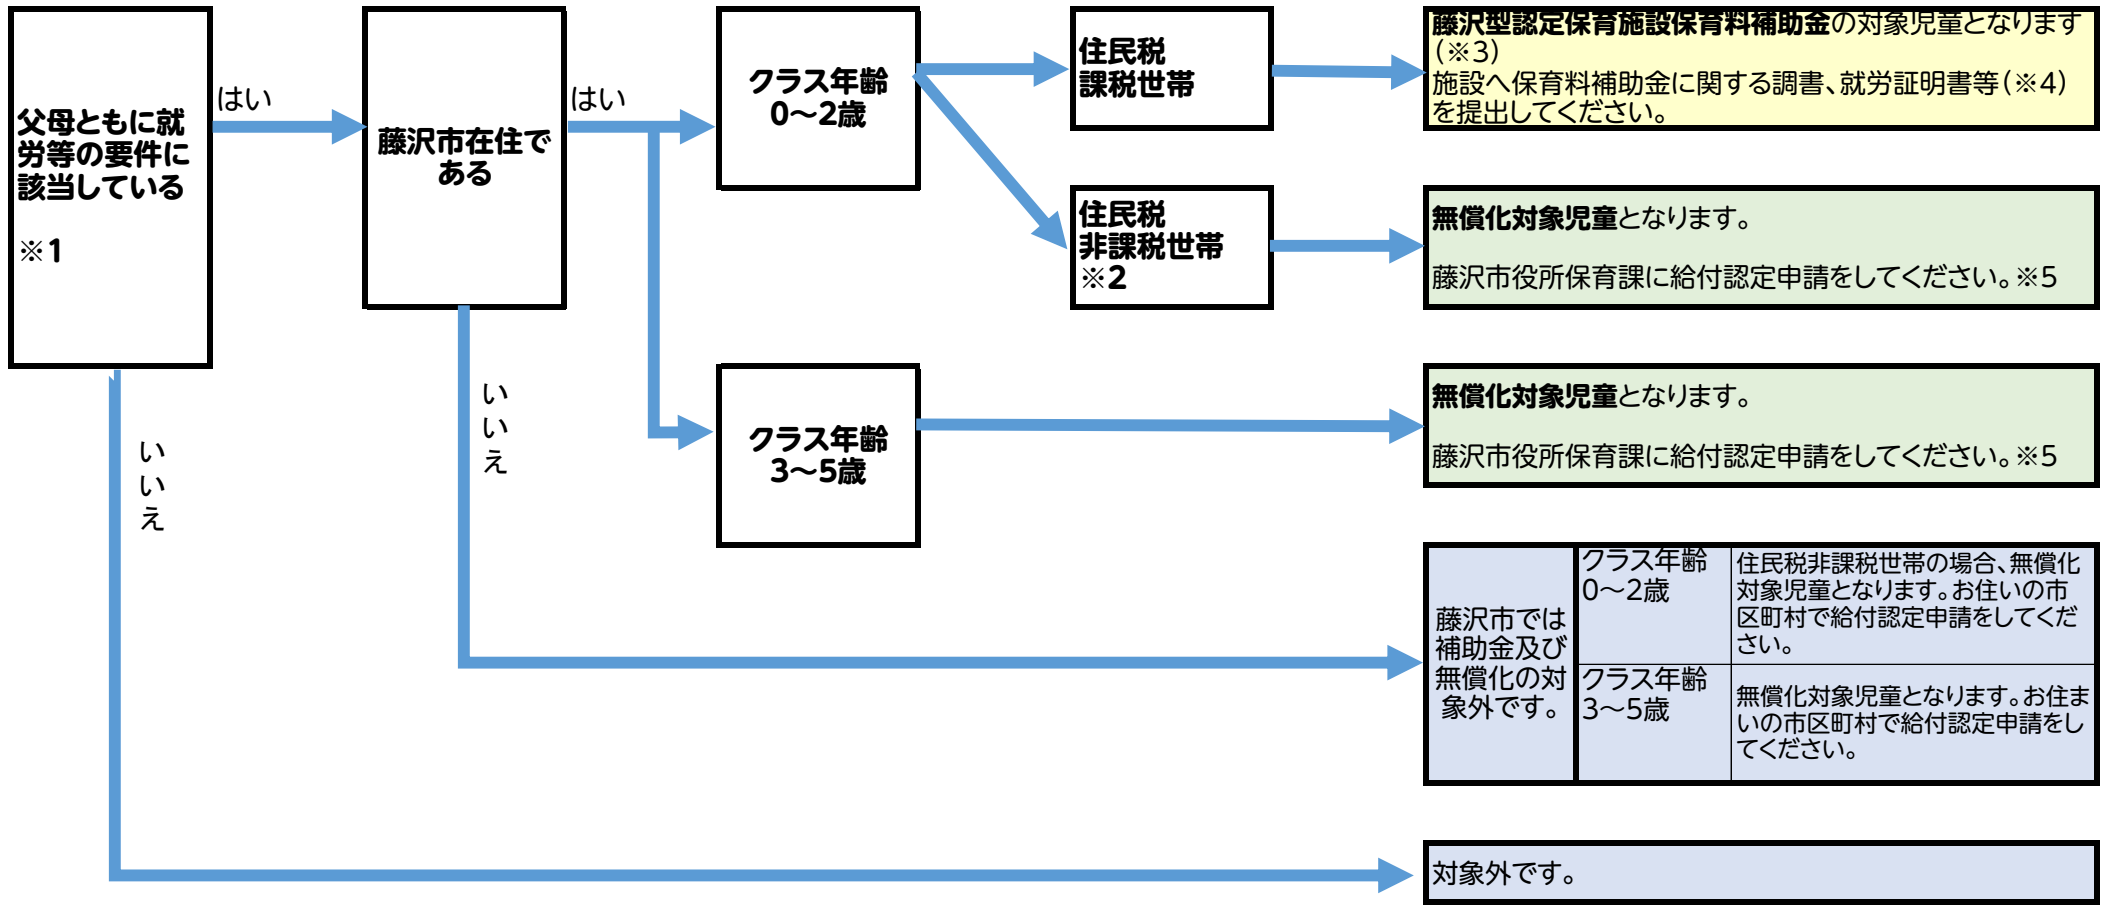 父母ともに就
労等の要件に
該当している
※1
はい
藤沢市在住で
ある
はい
クラス年齢
0～2歳
住民税
課税世帯
藤沢型認定保育施設保育料補助金の対象児童となります
(※3)
施設へ保育料補助金に関する調書、就労証明書等(※4)
を提出してください。
住民税
非課税世帯
※2
無償化対象児童となります。
藤沢市役所保育課に給付認定申請をしてください。※5
いいえ
クラス年齢
3～5歳
無償化対象児童となります。
藤沢市役所保育課に給付認定申請をしてください。※5
いいえ
藤沢市では
補助金及び
無償化の対
象外です。
クラス年齢
0～2歳
住民税非課税世帯の場合、無償化
対象児童となります。お住いの市
区町村で給付認定申請をしてくだ
さい。
クラス年齢
3～5歳
無償化対象児童となります。お住ま
いの市区町村で給付認定申請をし
てください。
対象外です。